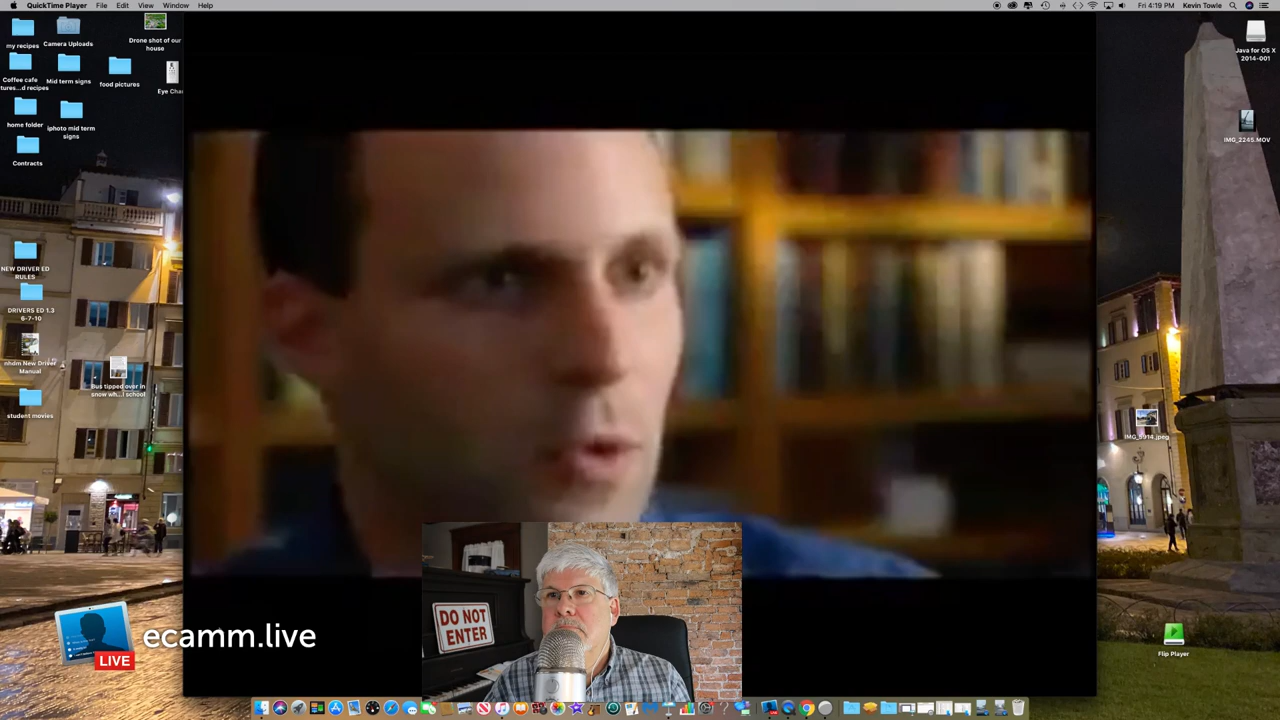 QuickTime Player File Edit View Window Help
Fri 4:19 PM Kevin Towle
my recipes
Camera Uploads
Drone shot of our
house
Coffee cafe
Mid term signs
food pictures
Eye Cha
home folder
iphoto mid term
signs
Contracts
NEW DRIVER ED
RULES
DRIVERS ED 1.3
6-7-10
nhdm New Driver
Manual
Bus tipped over in
student movies
Java for OS X
2014-001
IMG_2245.MOV
IMG_5914.jpeg
Flip Player
DO NOT
ENTER
ecamm.live
LIVE